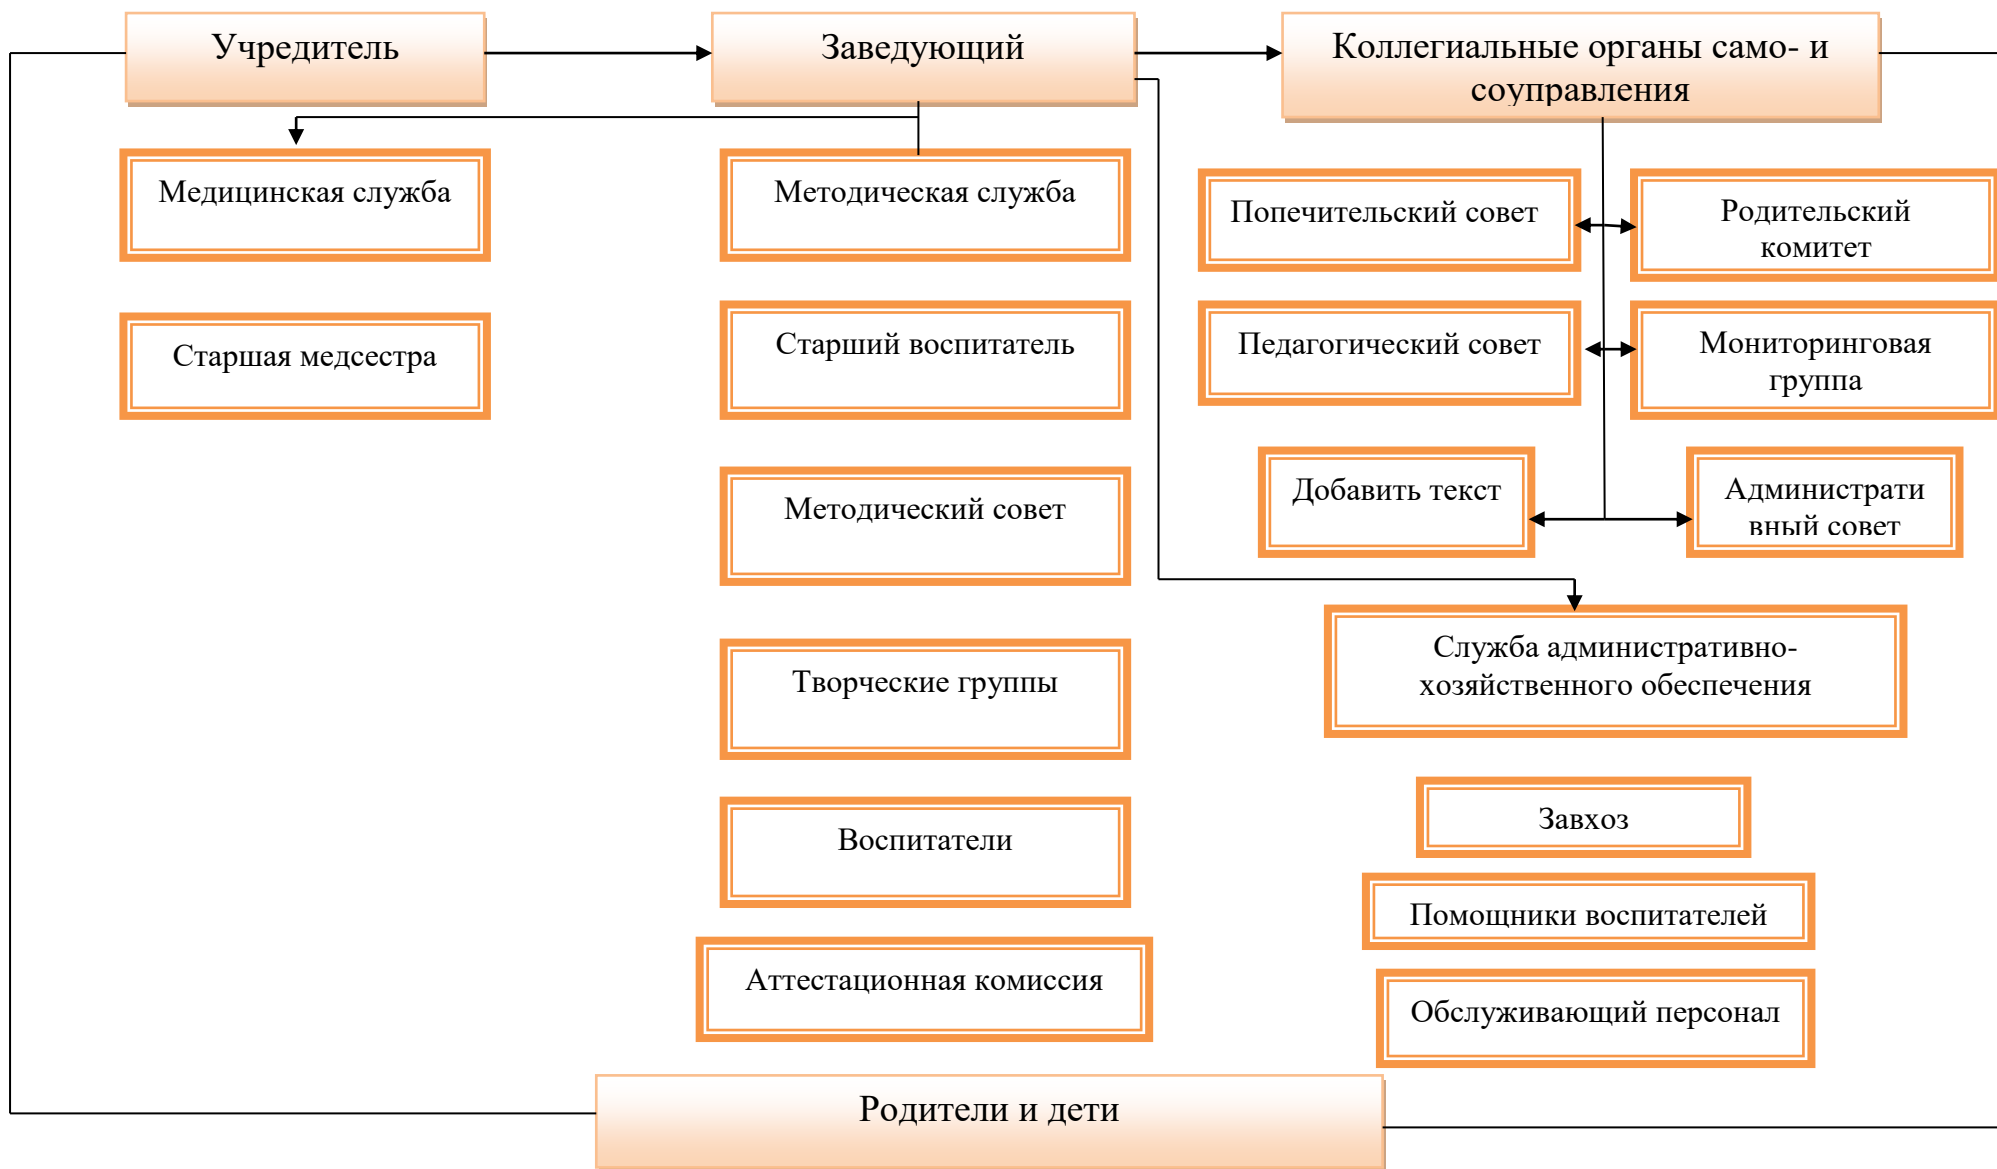 Учредитель
Заведующий
Коллегиальные органы само- и
соуправления
Медицинская служба
Методическая служба
Попечительский совет
Родительский
комитет
Старшая медсестра
Старший воспитатель
Педагогический совет
Мониторинговая
группа
Методический совет
Добавить текст
Администрати
вный совет
Творческие группы
Служба административно-
хозяйственного обеспечения
Воспитатели
Завхоз
Помощники воспитателей
Аттестационная комиссия
Обслуживающий персонал
Родители и дети